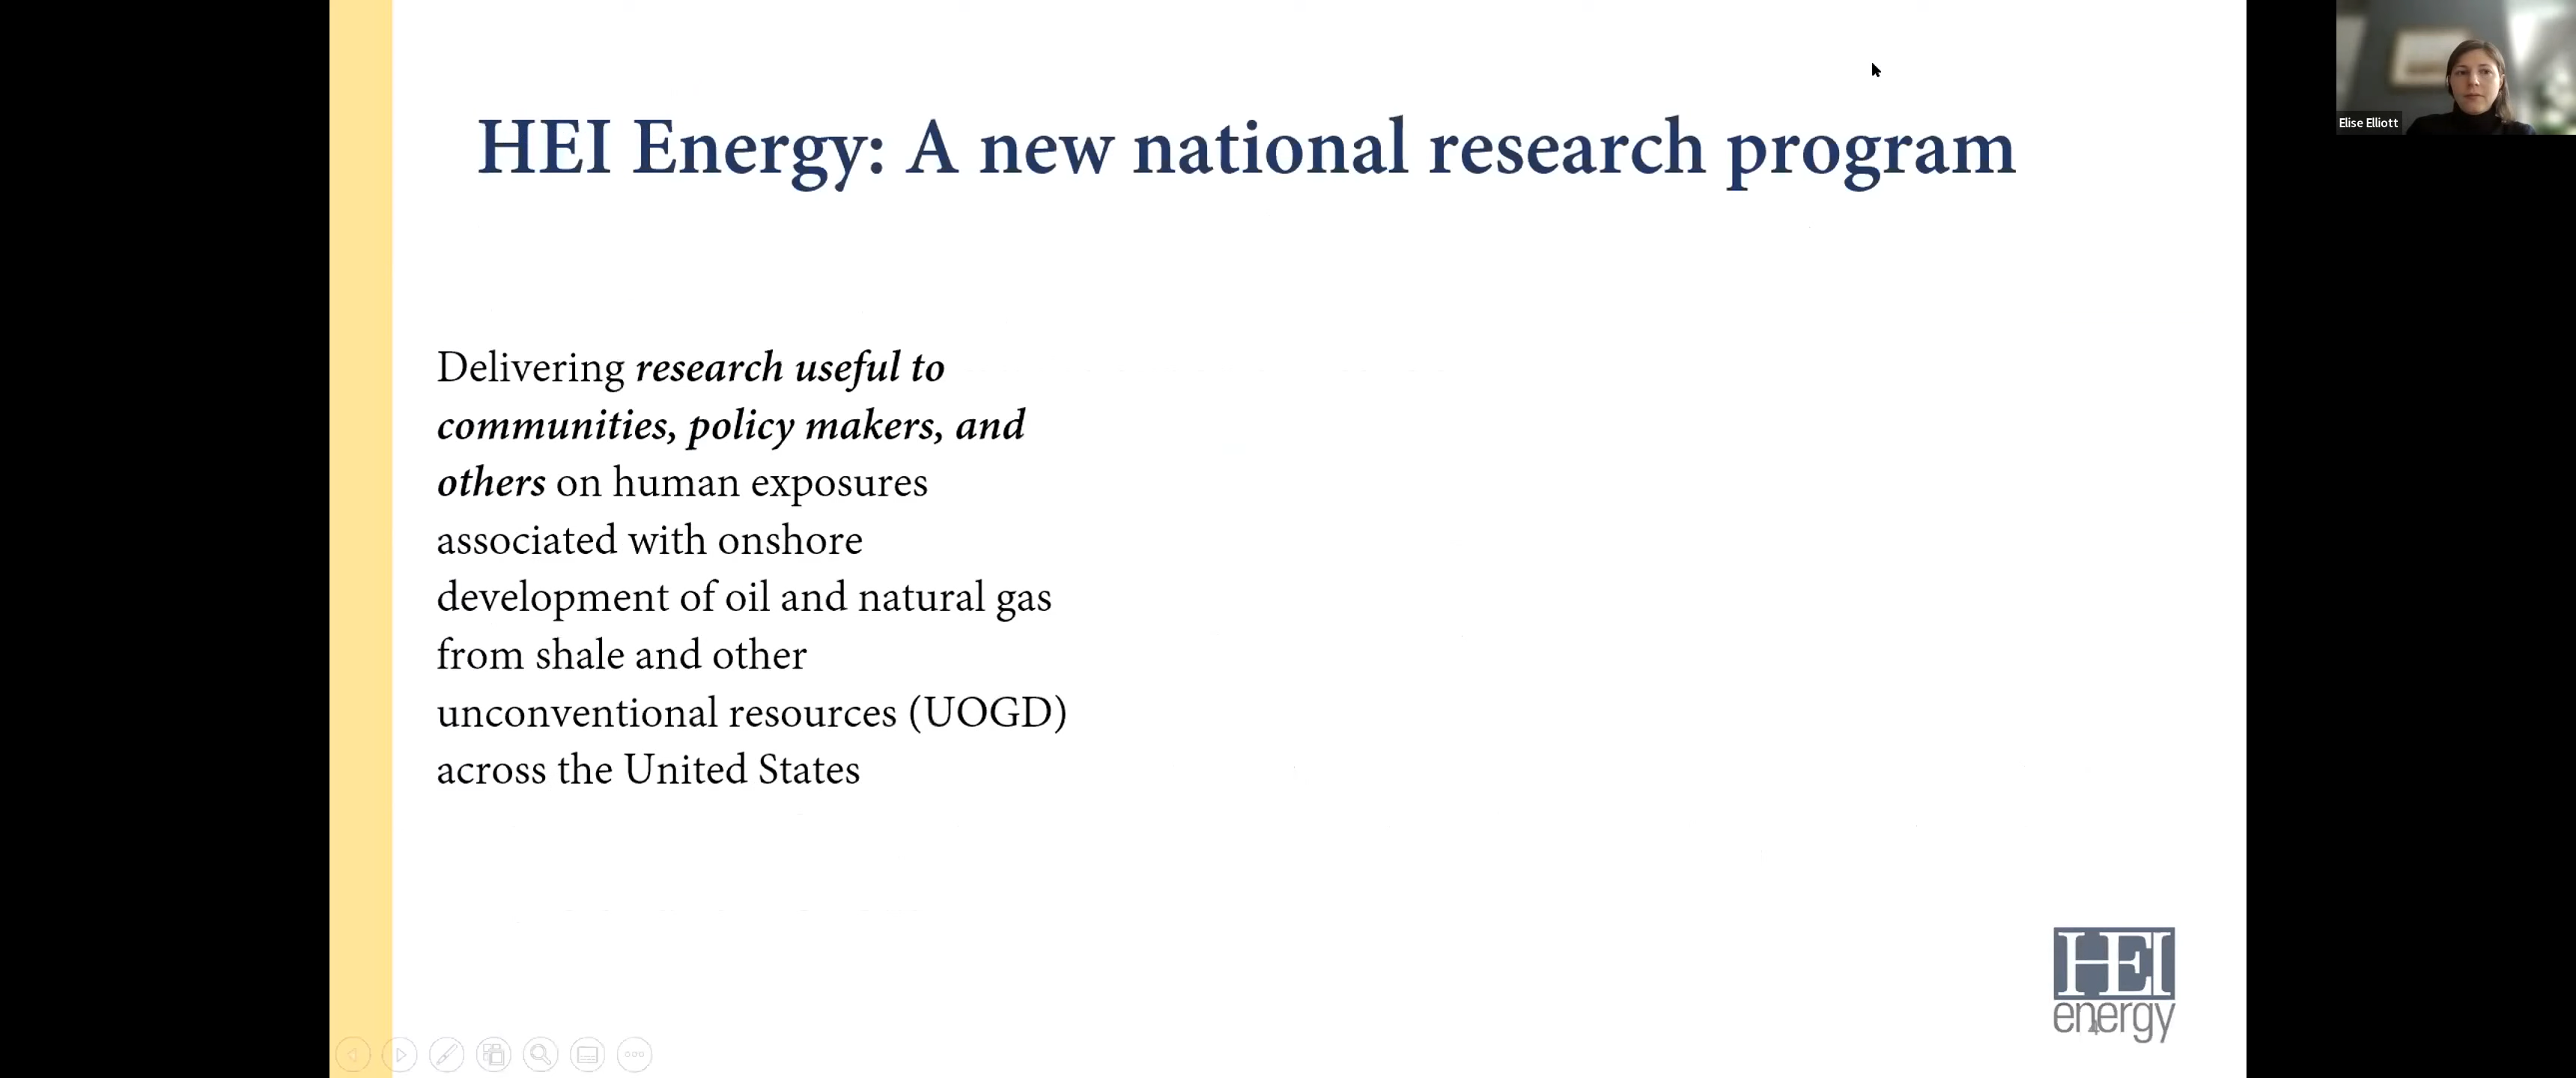 HEI Energy: A new national research program
Elise Elliott
Delivering research useful to
communities, policy makers, and
others on human exposures
associated with onshore
development of oil and natural gas
from shale and other
unconventional resources (UOGD)
across the United States
HEI
energy
4